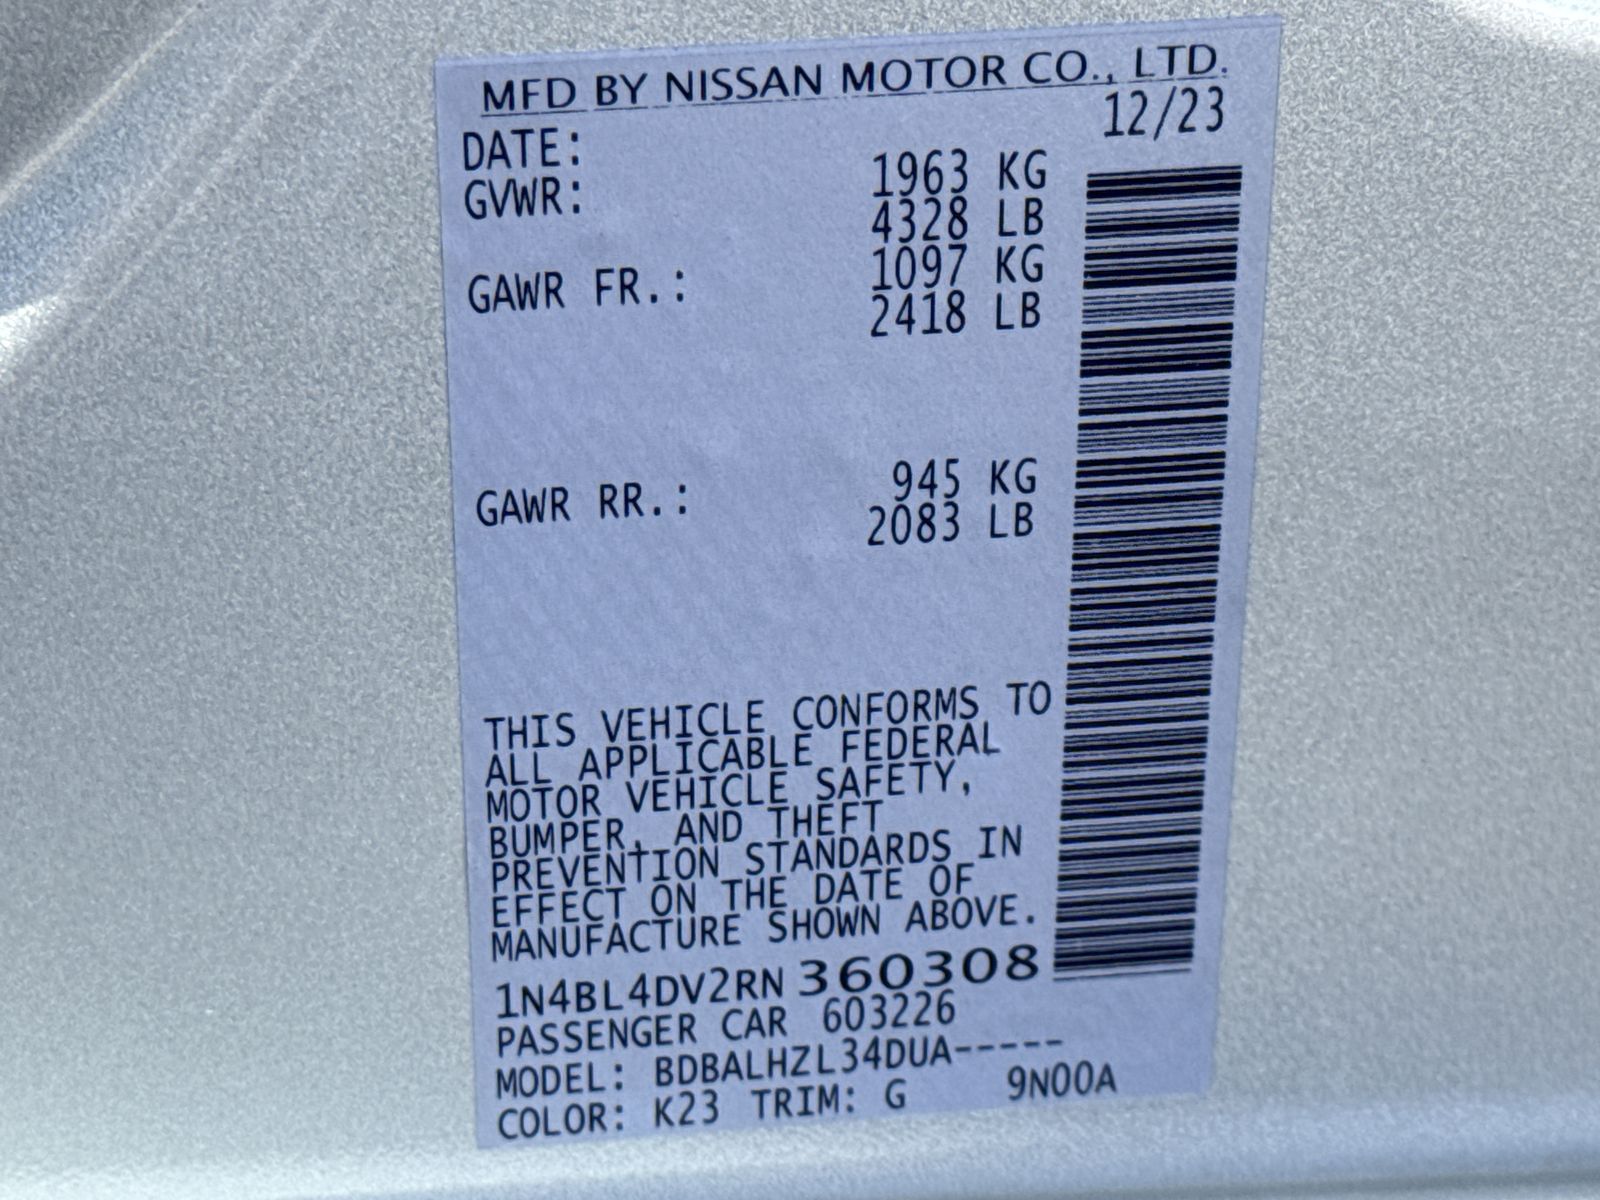 MFD BY NISSAN MOTOR CO., LTD.
DATE: 12/23
GVWR: 1963 KG
4328 LB
GAWR FR.: 1097 KG
2418 LB
GAWR RR.: 945 KG
2083 LB
THIS VEHICLE CONFORMS TO
ALL APPLICABLE FEDERAL
MOTOR VEHICLE SAFETY,
BUMPER, AND THEFT
PREVENTION STANDARDS IN
EFFECT ON THE DATE OF
MANUFACTURE SHOWN ABOVE.
1N4BL4DV2RN360308
PASSENGER CAR 603226
MODEL: BDBALHZL34DUA-----
COLOR: K23 TRIM: G 9N00A